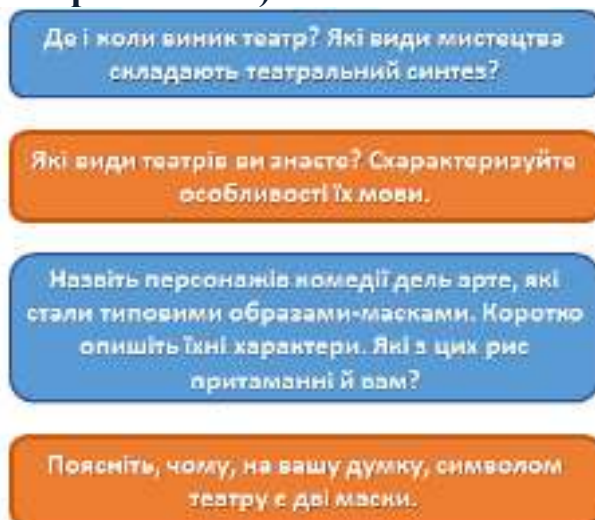 Де і коли виник театр? Які види мистецтва
складають театральний синтез?
Які види театрів ви знаєте? Схарактеризуйте
особливості їх мови.
Назвіть персонажів комедії дель арте, які
стали типовими образами-масками. Коротко
опишіть їхні характери. Які з цих рис
притаманні й вам?
Поясніть, чому, на вашу думку, символом
театру є дві маски.